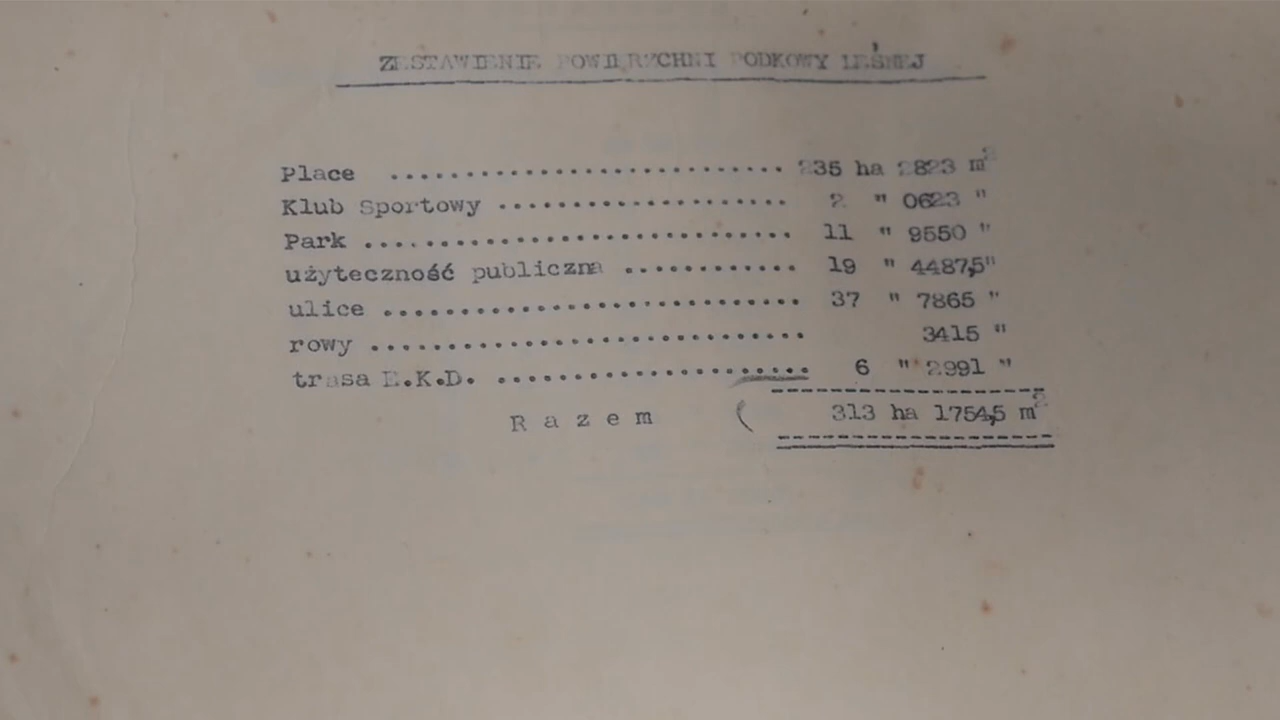 ZESTAWIENIE POWIERZCHNI PODKOWY LEŚNEJ
Place ................................ 235 ha 2823 m²
Klub Sportowy ....................... 2 " 0623 "
Park .................................. 11 " 9550 "
użyteczność publiczna ............. 19 " 4487,5"
ulice ................................. 37 " 7865 "
rowy .................................. 3415 "
trasa E.K.D. ......................... 6 " 2991 "
Razem 313 ha 1754,5 m²